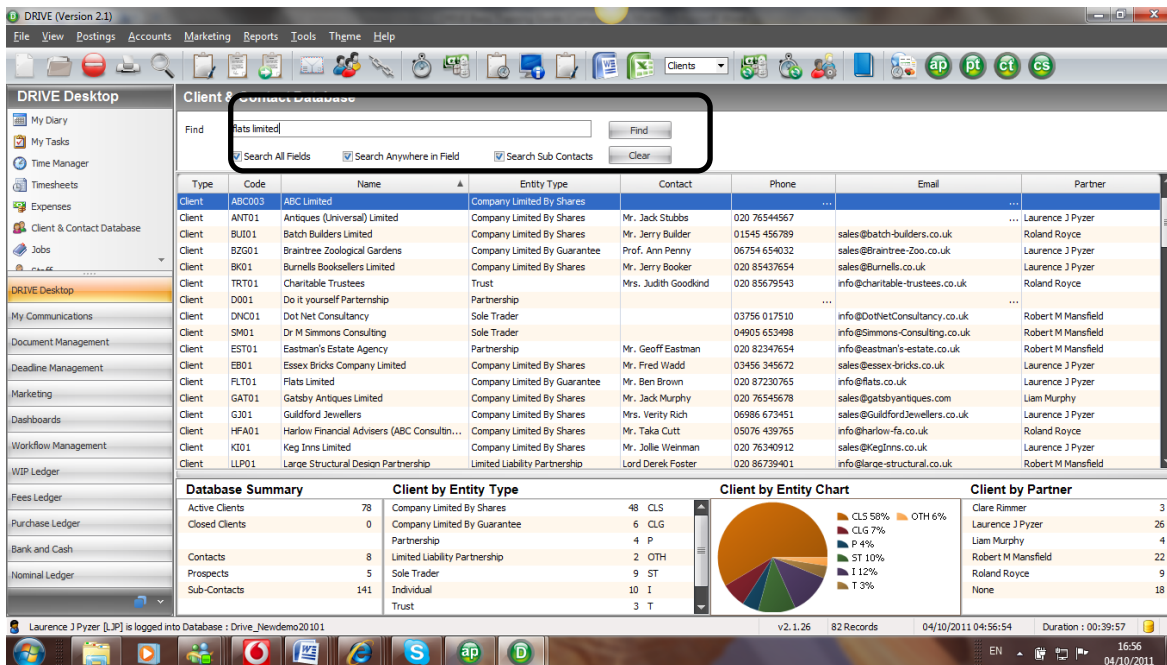 DRIVE (Version 2.1)
File View Postings Accounts Marketing Reports Tools Theme Help
Clients
ap pt ct cs
DRIVE Desktop
My Diary
My Tasks
Time Manager
Timesheets
Expenses
Client & Contact Database
Jobs
Staff
DRIVE Desktop
My Communications
Document Management
Deadline Management
Marketing
Dashboards
Workflow Management
WIP Ledger
Fees Ledger
Purchase Ledger
Bank and Cash
Nominal Ledger
Client & Contact Database
Find flats limited Find
Search All Fields Search Anywhere in Field Search Sub Contacts Clear
Type Code Name Entity Type Contact Phone Email Partner
Client ABC003 ABC Limited Company Limited By Shares ... ...
Client ANT01 Antiques (Universal) Limited Company Limited By Shares Mr. Jack Stubbs 020 76544567 ... Laurence J Pyzer
Client BUI01 Batch Builders Limited Company Limited By Shares Mr. Jerry Builder 01545 456789 sales@batch-builders.co.uk Roland Royce
Client BZG01 Braintree Zoological Gardens Company Limited By Guarantee Prof. Ann Penny 06754 654032 sales@Braintree-Zoo.co.uk Laurence J Pyzer
Client BK01 Burnells Booksellers Limited Company Limited By Shares Mr. Jerry Booker 020 85437654 sales@Burnells.co.uk Laurence J Pyzer
Client TRT01 Charitable Trustees Trust Mrs. Judith Goodkind 020 85679543 info@charitable-trustees.co.uk Roland Royce
Client D001 Do it yourself Parternship Partnership ... ...
Client DNC01 Dot Net Consultancy Sole Trader 03756 017510 info@DotNetConsultancy.co.uk Robert M Mansfield
Client SM01 Dr M Simmons Consulting Sole Trader 04905 653498 info@Simmons-Consulting.co.uk Robert M Mansfield
Client EST01 Eastman's Estate Agency Partnership Mr. Geoff Eastman 020 82347654 info@eastman's-estate.co.uk Robert M Mansfield
Client EB01 Essex Bricks Company Limited Company Limited By Shares Mr. Fred Wadd 03456 345672 sales@essex-bricks.co.uk Laurence J Pyzer
Client FLT01 Flats Limited Company Limited By Guarantee Mr. Ben Brown 020 87230765 info@flats.co.uk Laurence J Pyzer
Client GAT01 Gatsby Antiques Limited Company Limited By Shares Mr. Jack Murphy 020 76545678 sales@gatsbyantiques.com Liam Murphy
Client GJ01 Guildford Jewellers Company Limited By Shares Mrs. Verity Rich 06986 673451 sales@GuildfordJewellers.co.uk Laurence J Pyzer
Client HFA01 Harlow Financial Advisers (ABC Consultin... Company Limited By Shares Mr. Taka Cutt 05076 439765 info@harlow-fa.co.uk Roland Royce
Client KI01 Keg Inns Limited Company Limited By Shares Mr. Jollie Weinman 020 76340912 sales@KegInns.co.uk Laurence J Pyzer
Client LLP01 Large Structural Design Partnership Limited Liability Partnership Lord Derek Foster 020 86739401 info@large-structural.co.uk Robert M Mansfield
Database Summary
Active Clients 78
Closed Clients 0
Contacts 8
Prospects 5
Sub-Contacts 141
Client by Entity Type
Company Limited By Shares 48 CLS
Company Limited By Guarantee 6 CLG
Partnership 4 P
Limited Liability Partnership 2 OTH
Sole Trader 9 ST
Individual 10 I
Trust 3 T
Client by Entity Chart
CLS 58% OTH 6%
CLG 7%
P 4%
ST 10%
I 12%
T 3%
Client by Partner
Clare Rimmer 3
Laurence J Pyzer 26
Liam Murphy 4
Robert M Mansfield 22
Roland Royce 9
None 18
Laurence J Pyzer [LJP] is logged into Database : Drive_Newdemo20101 v2.1.26 82 Records 04/10/2011 04:56:54 Duration : 00:39:57
EN 16:56
04/10/2011